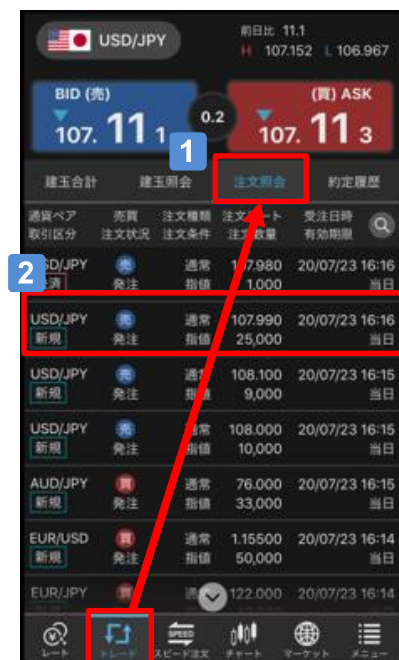 USD/JPY
前日比 11.1
H 107.152 L 106.967
BID (売)
(買) ASK
107. 11 1
0.2
107. 11 3
1
建玉合計 建玉照会 注文照会 約定履歴
通貨ペア 売買 注文種類 注文レート 受注日時
取引区分 注文状況 注文条件 注文数量 有効期限
2
USD/JPY 売 通常 107.980 20/07/23 16:16
決済 発注 指値 1,000 当日
USD/JPY 売 通常 107.990 20/07/23 16:16
新規 発注 指値 25,000 当日
USD/JPY 売 通常 108.100 20/07/23 16:15
新規 発注 指値 9,000 当日
USD/JPY 売 通常 108.000 20/07/23 16:15
新規 発注 指値 10,000 当日
AUD/JPY 買 通常 76.000 20/07/23 16:15
新規 発注 指値 33,000 当日
EUR/USD 買 通常 1.15500 20/07/23 16:14
新規 発注 指値 50,000 当日
EUR/JPY 買 122.000 20/07/23 16:14
レート トレード スピード注文 チャート マーケット メニュー
SPEED